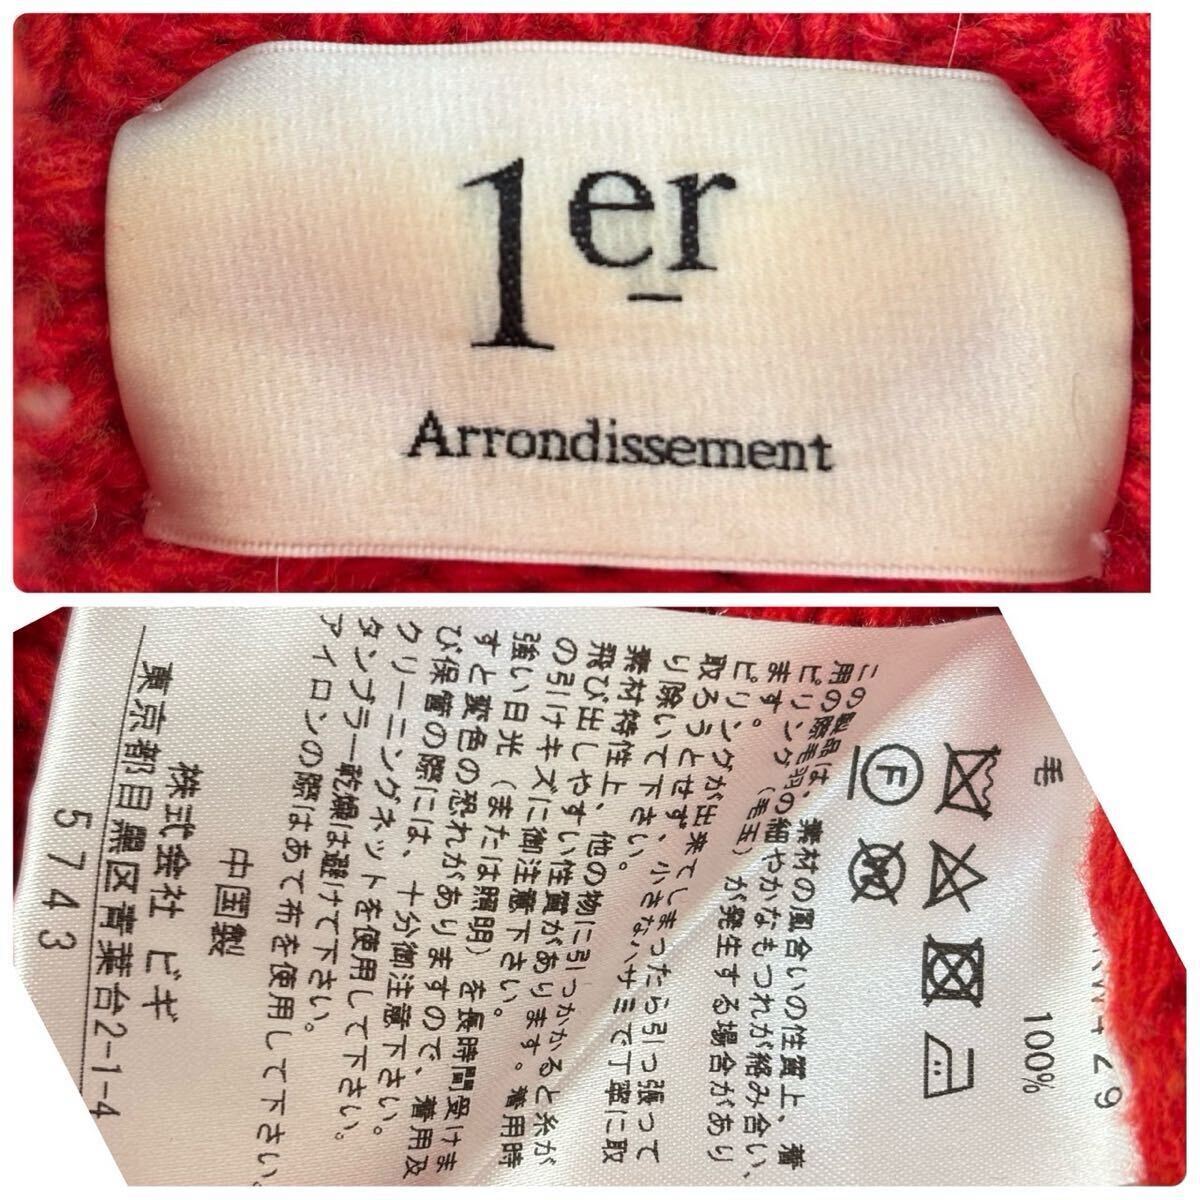 1er
Arrondissement
毛
100%
F
W
この製品は、素材の風合いの性質上、着
用の際毛羽の細やかなもつれが絡み合い、
ピリング（毛玉）が発生する場合があり
ます。
ピリングが出来てしまったら引っ張って
取ろうとせず、小さなハサミで丁寧に取
り除いて下さい。
素材特性上、他の物に引っかかると糸が
飛び出しやすい性質があります。着用時
の引けキズに御注意下さい。
強い日光（または照明）を長時間受けま
すと変色の恐れがありますので、着用及
び保管の際には、十分御注意下さい。
クリーニングネットを使用して下さい。
タンブラー乾燥は避けて下さい。
アイロンの際はあて布を使用して下さい。
中国製
株式会社 ビギ
東京都目黒区青葉台2-1-4
5743